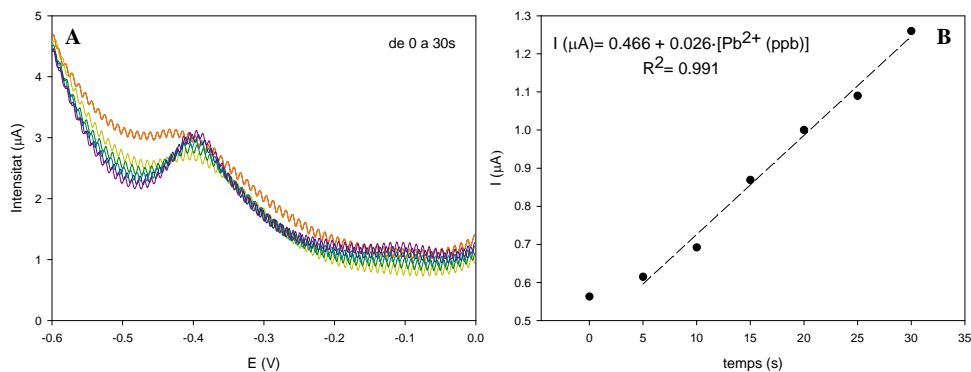 A
de 0 a 30s
Intensitat (μA)
5
4
3
2
1
0
-0.6 -0.5 -0.4 -0.3 -0.2 -0.1 0.0
E (V)
B
I (μA)= 0.466 + 0.026·[Pb²⁺ (ppb)]
R²= 0.991
I (μA)
1.3
1.2
1.1
1.0
0.9
0.8
0.7
0.6
0.5
0 5 10 15 20 25 30 35
temps (s)